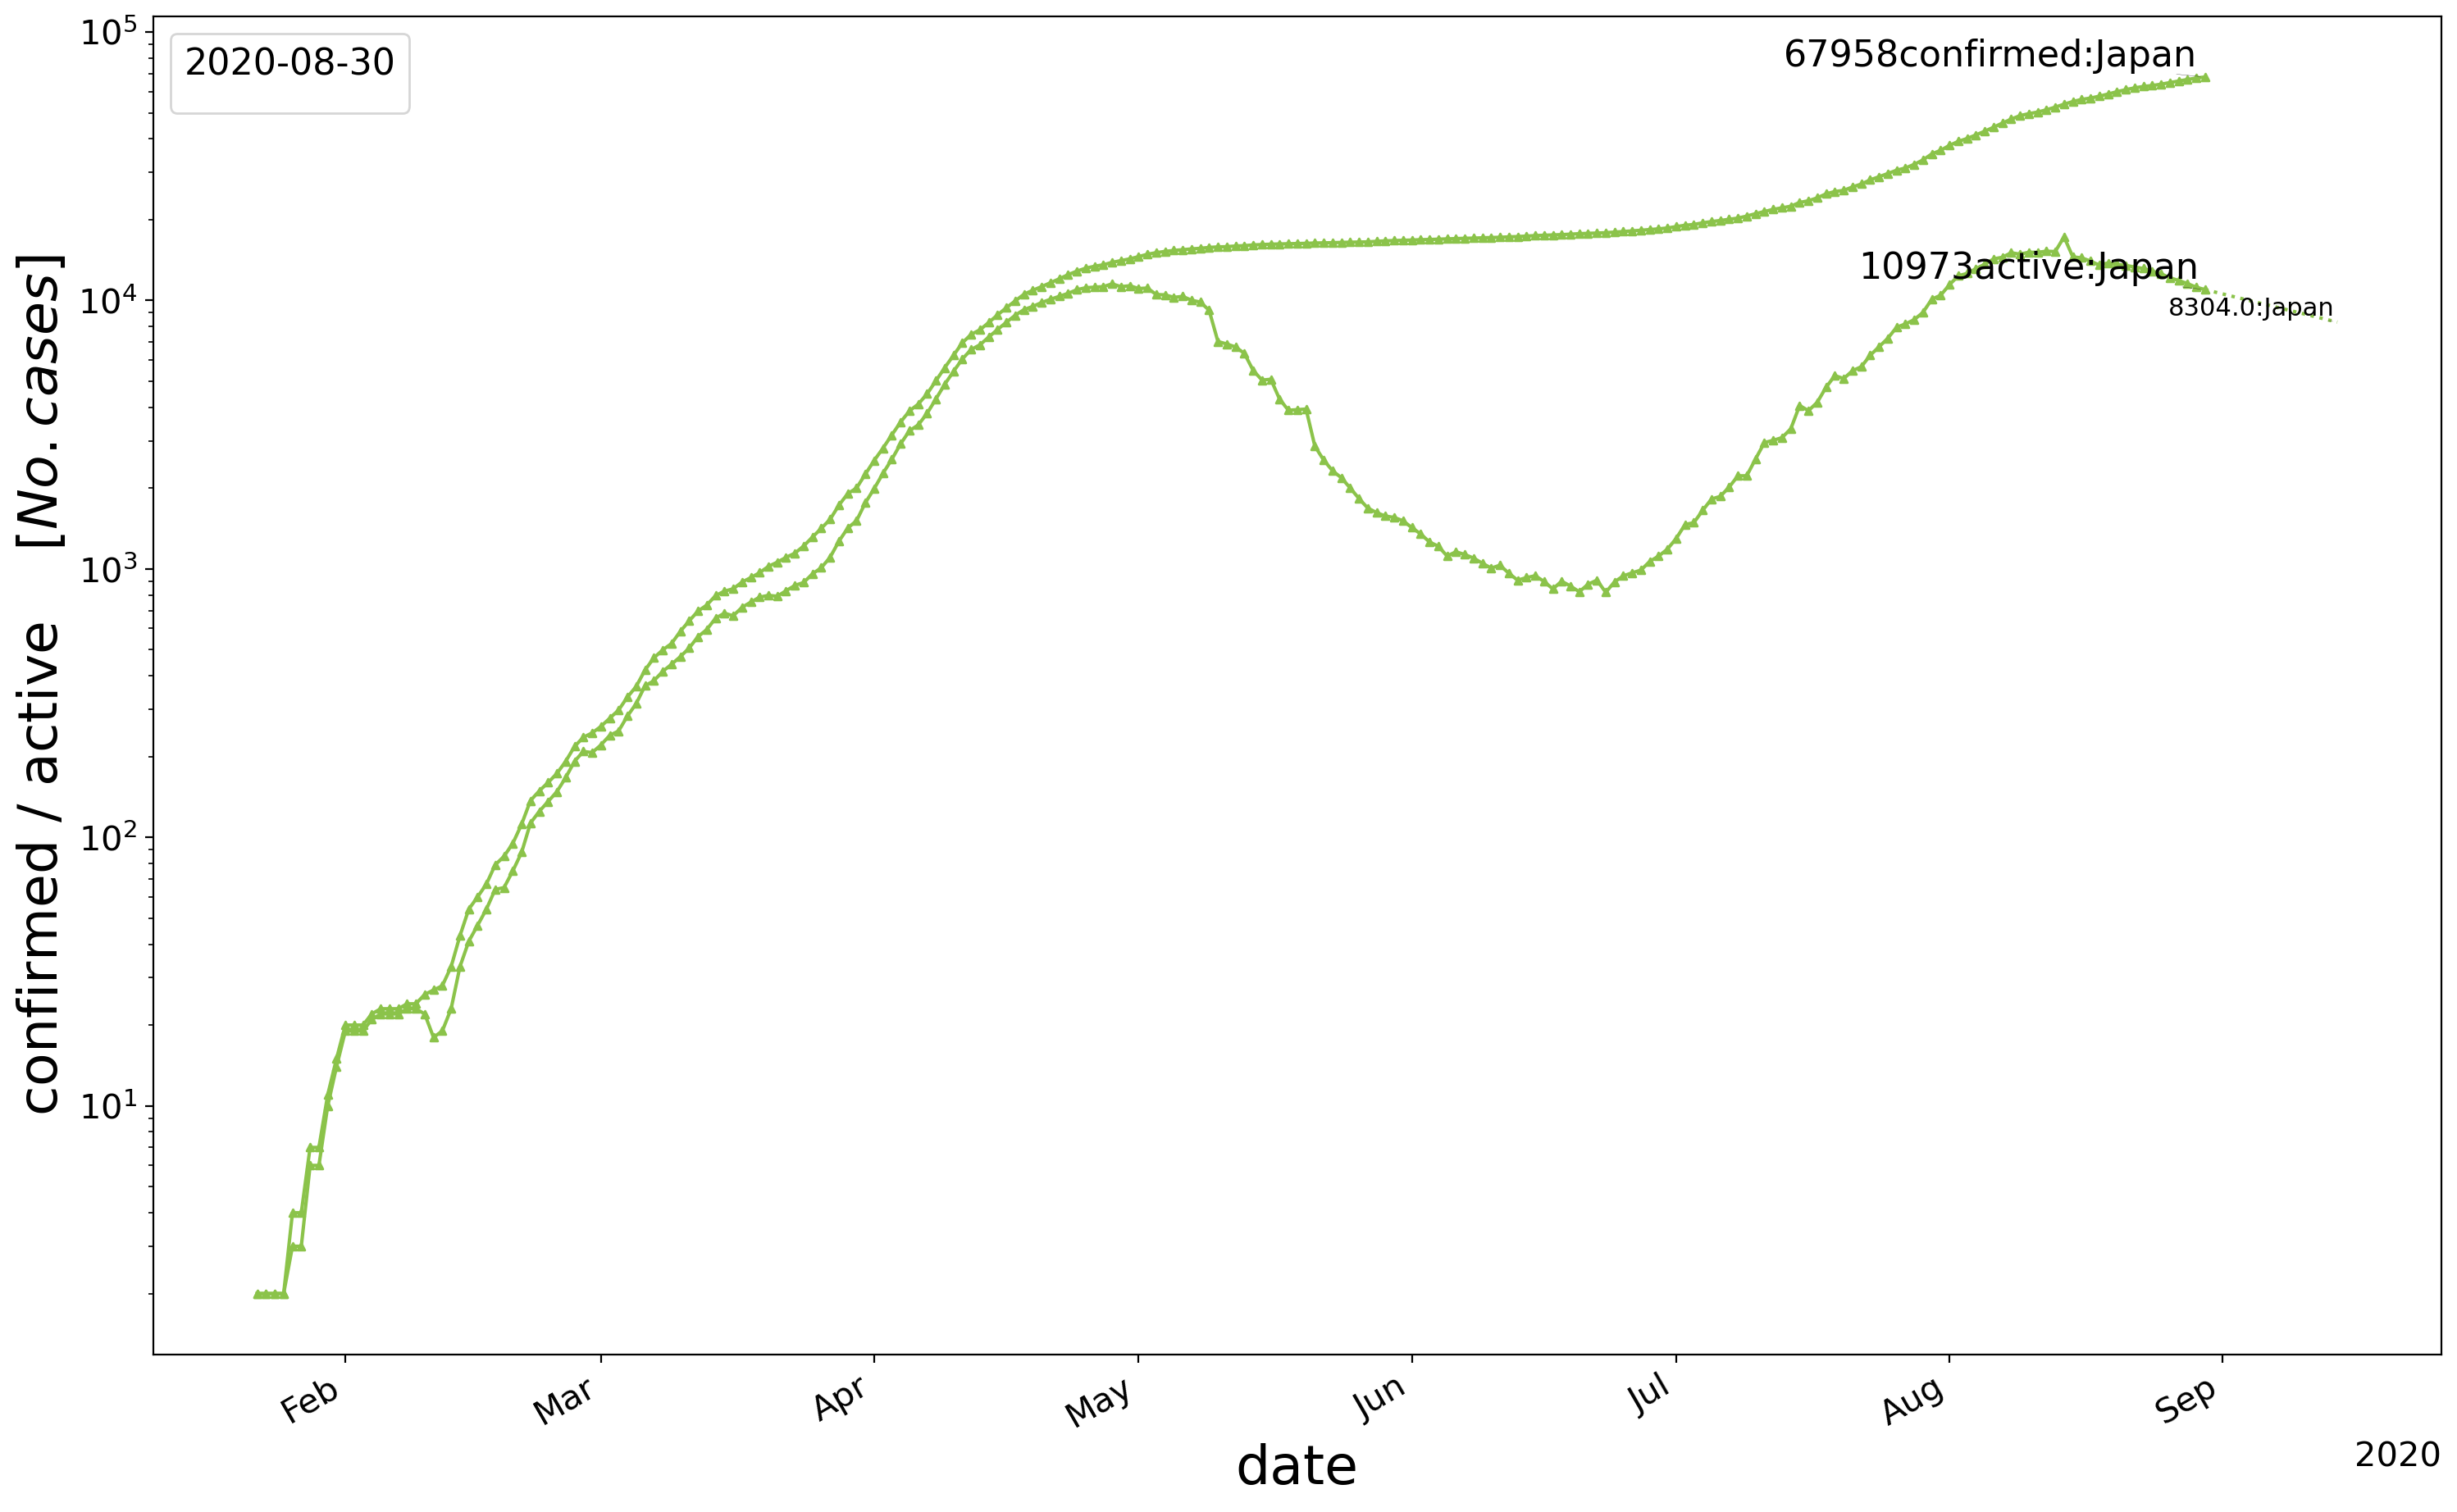 2020-08-30
67958confirmed:Japan
10973active:Japan
8304.0:Japan
confirmed / active [No. cases]
10^5
10^4
10^3
10^2
10^1
Feb
Mar
Apr
May
Jun
Jul
Aug
Sep
2020
date